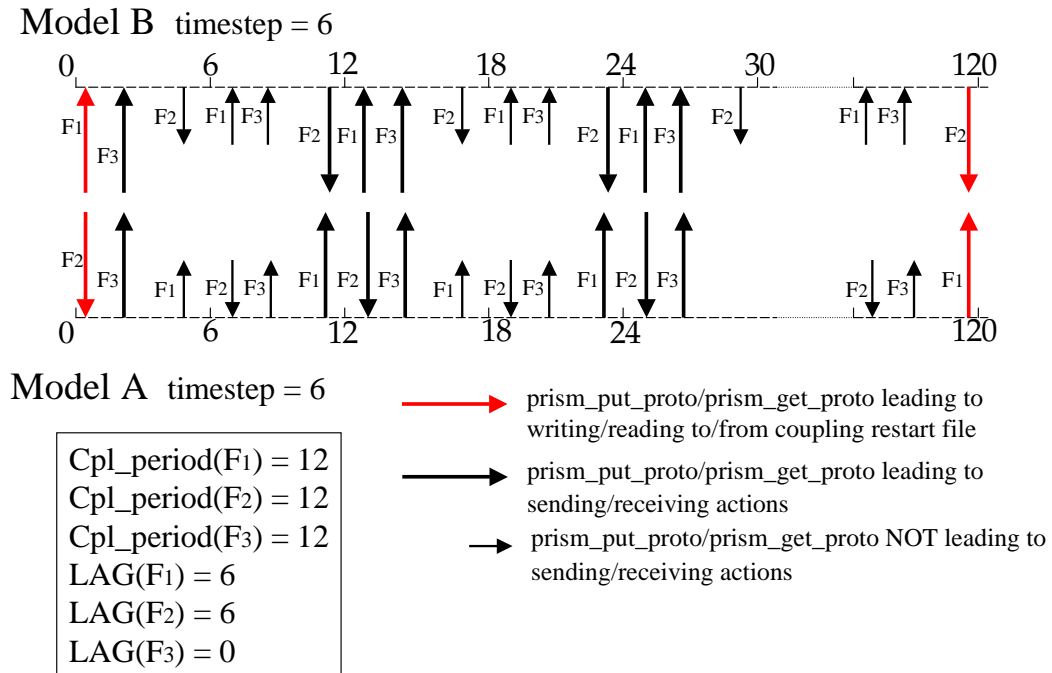 Model B timestep = 6
0 6 12 18 24 30 120
F1 F3 F2 F1 F3 F2 F1 F3 F2 F1 F3 F2 F1 F3 F2 F1 F3 F2
F2 F3 F1 F2 F3 F1 F2 F3 F1 F2 F3 F1 F2 F3 F2 F3 F1
0 6 12 18 24 120
Model A timestep = 6
prism_put_proto/prism_get_proto leading to
writing/reading to/from coupling restart file
prism_put_proto/prism_get_proto leading to
sending/receiving actions
prism_put_proto/prism_get_proto NOT leading to
sending/receiving actions
Cpl_period(F1) = 12
Cpl_period(F2) = 12
Cpl_period(F3) = 12
LAG(F1) = 6
LAG(F2) = 6
LAG(F3) = 0